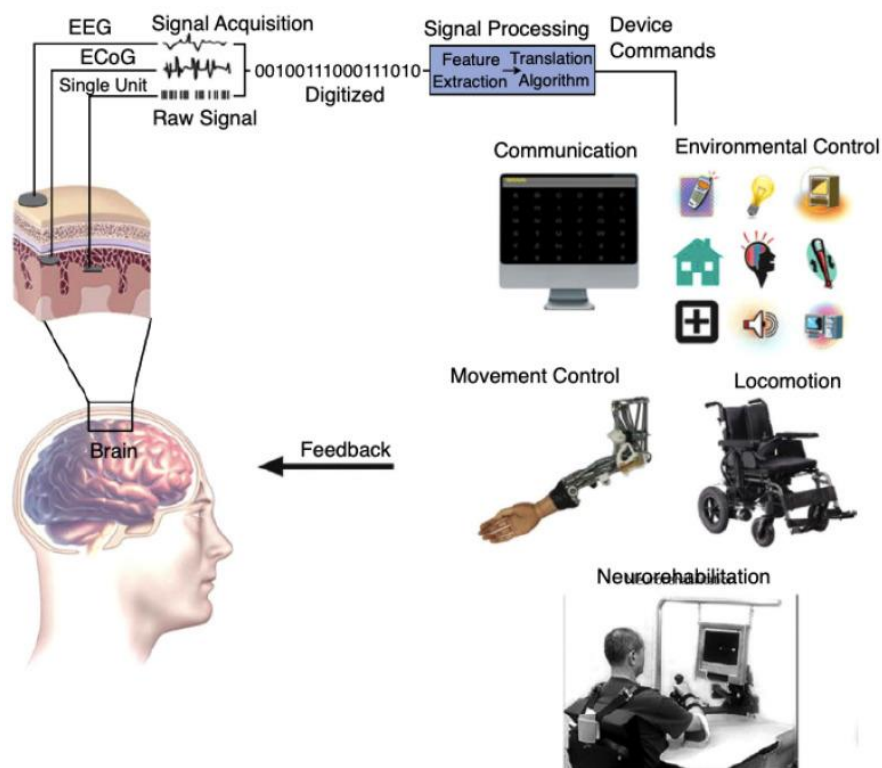 EEG
Signal Acquisition
ECoG
Single Unit
Raw Signal
00100111000111010
Digitized
Signal Processing
Feature Extraction
Translation Algorithm
Device
Commands
Communication
Environmental Control
Movement Control
Locomotion
Brain
Feedback
Neurorehabilitation